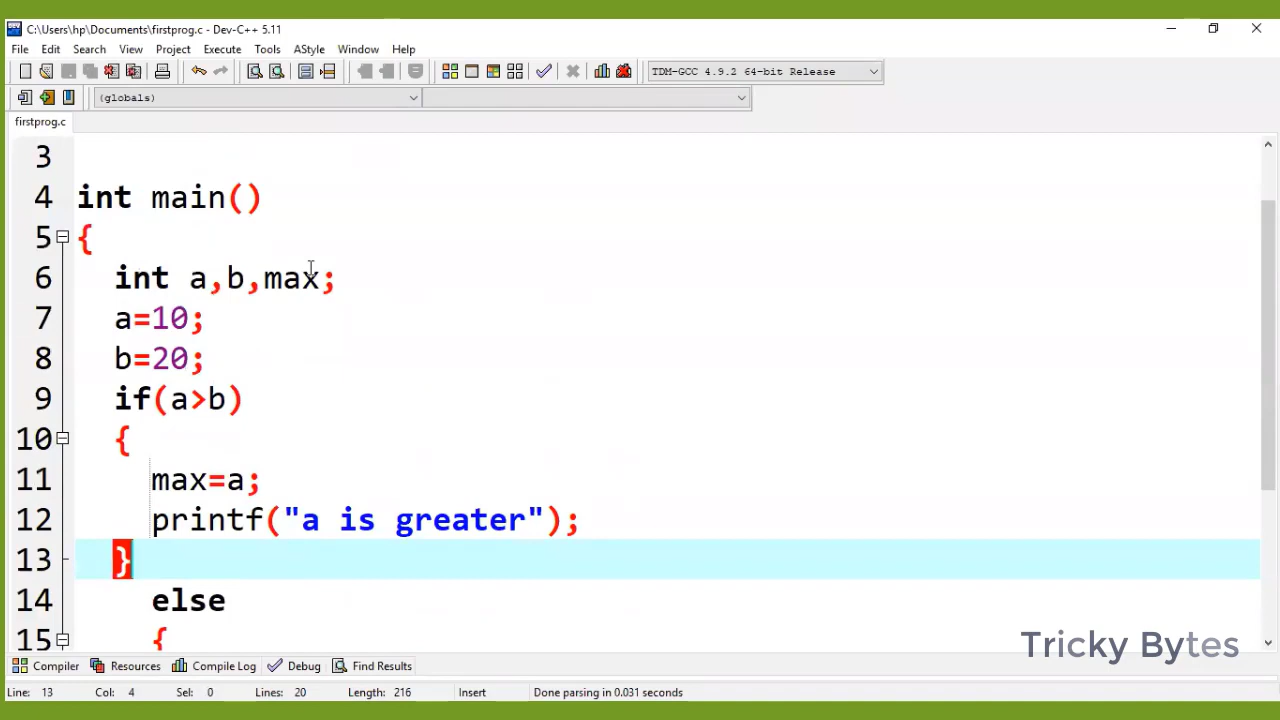 C:\Users\hp\Documents\firstprog.c - Dev-C++ 5.11
File Edit Search View Project Execute Tools AStyle Window Help
TDM-GCC 4.9.2 64-bit Release
(globals)
firstprog.c
3
4 int main()
5 {
6 int a,b,max;
7 a=10;
8 b=20;
9 if(a>b)
10 {
11 max=a;
12 printf("a is greater");
13 }
14 else
15 {
Tricky Bytes
Compiler Resources Compile Log Debug Find Results
Line: 13 Col: 4 Sel: 0 Lines: 20 Length: 216 Insert Done parsing in 0.031 seconds